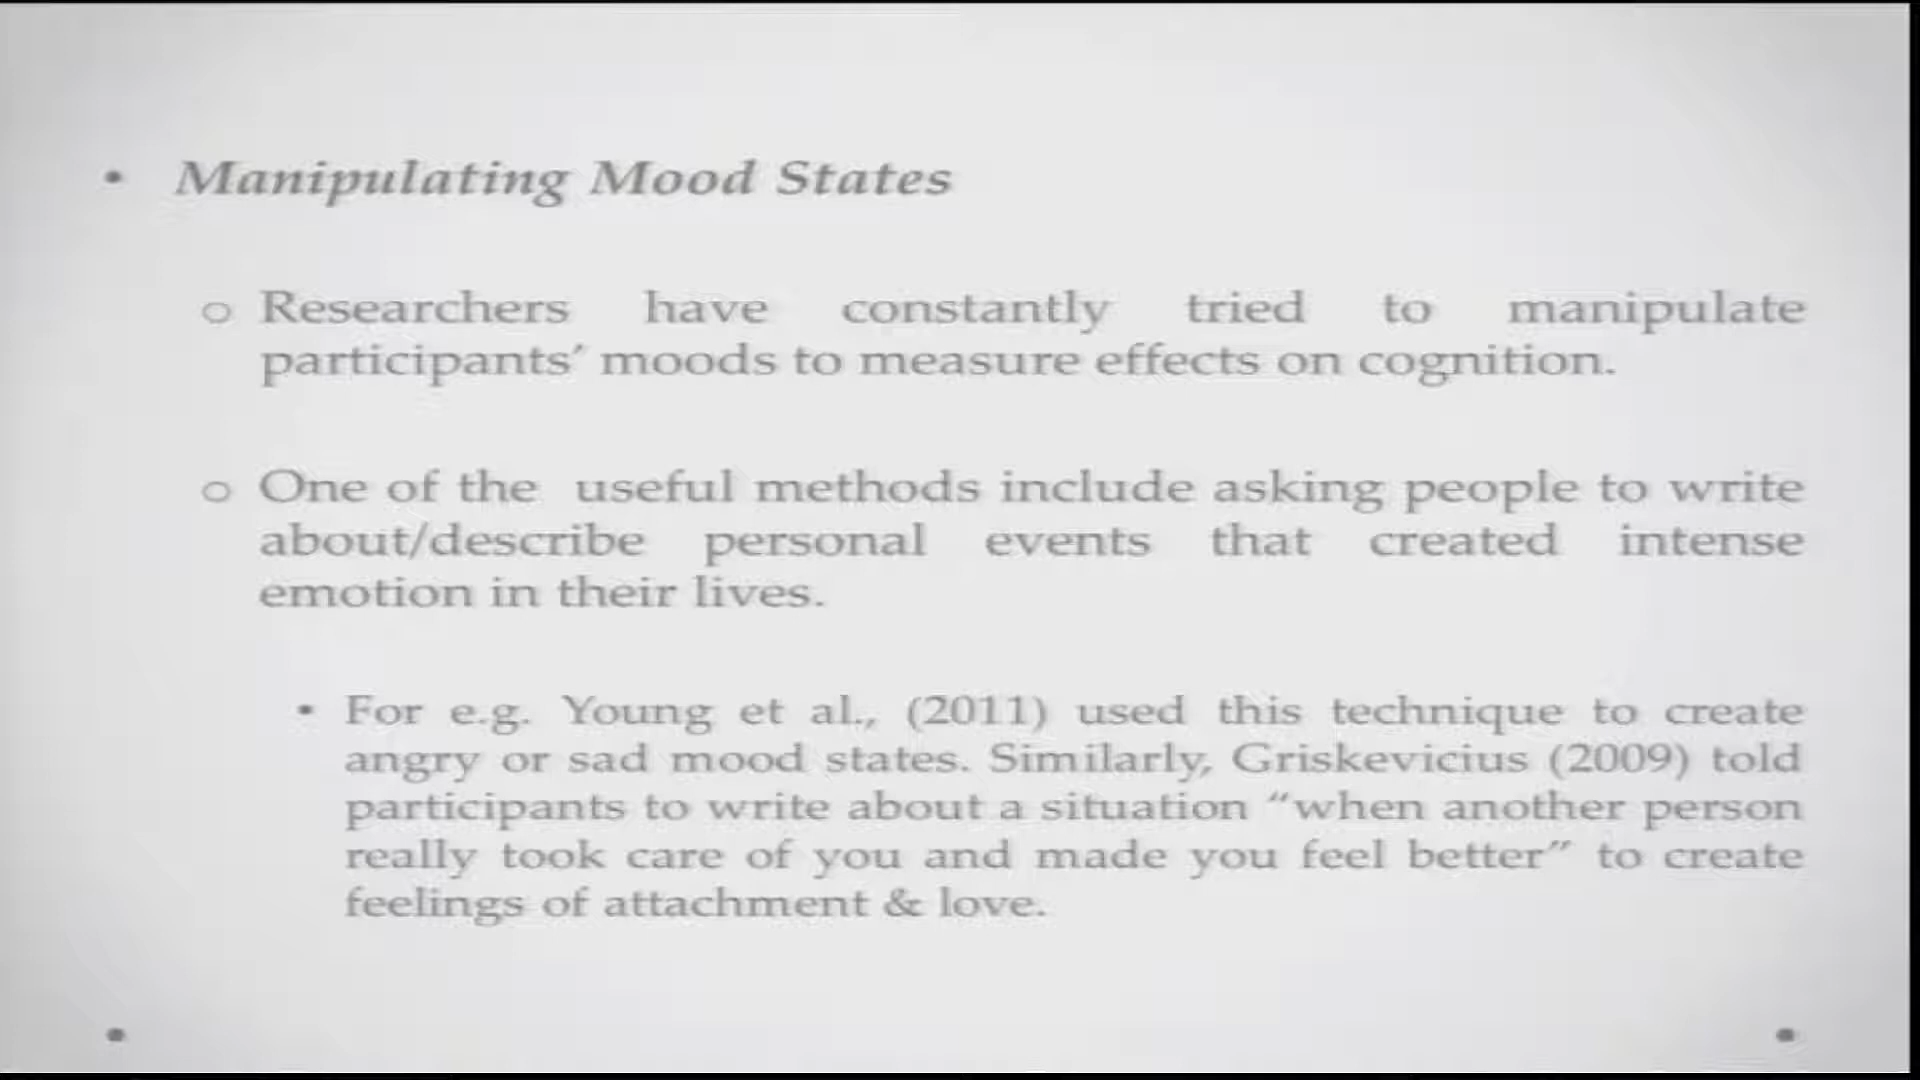 • Manipulating Mood States
o Researchers have constantly tried to manipulate
participants’ moods to measure effects on cognition.
o One of the useful methods include asking people to write
about/describe personal events that created intense
emotion in their lives.
• For e.g. Young et al., (2011) used this technique to create
angry or sad mood states. Similarly, Griskevicius (2009) told
participants to write about a situation “when another person
really took care of you and made you feel better” to create
feelings of attachment & love.